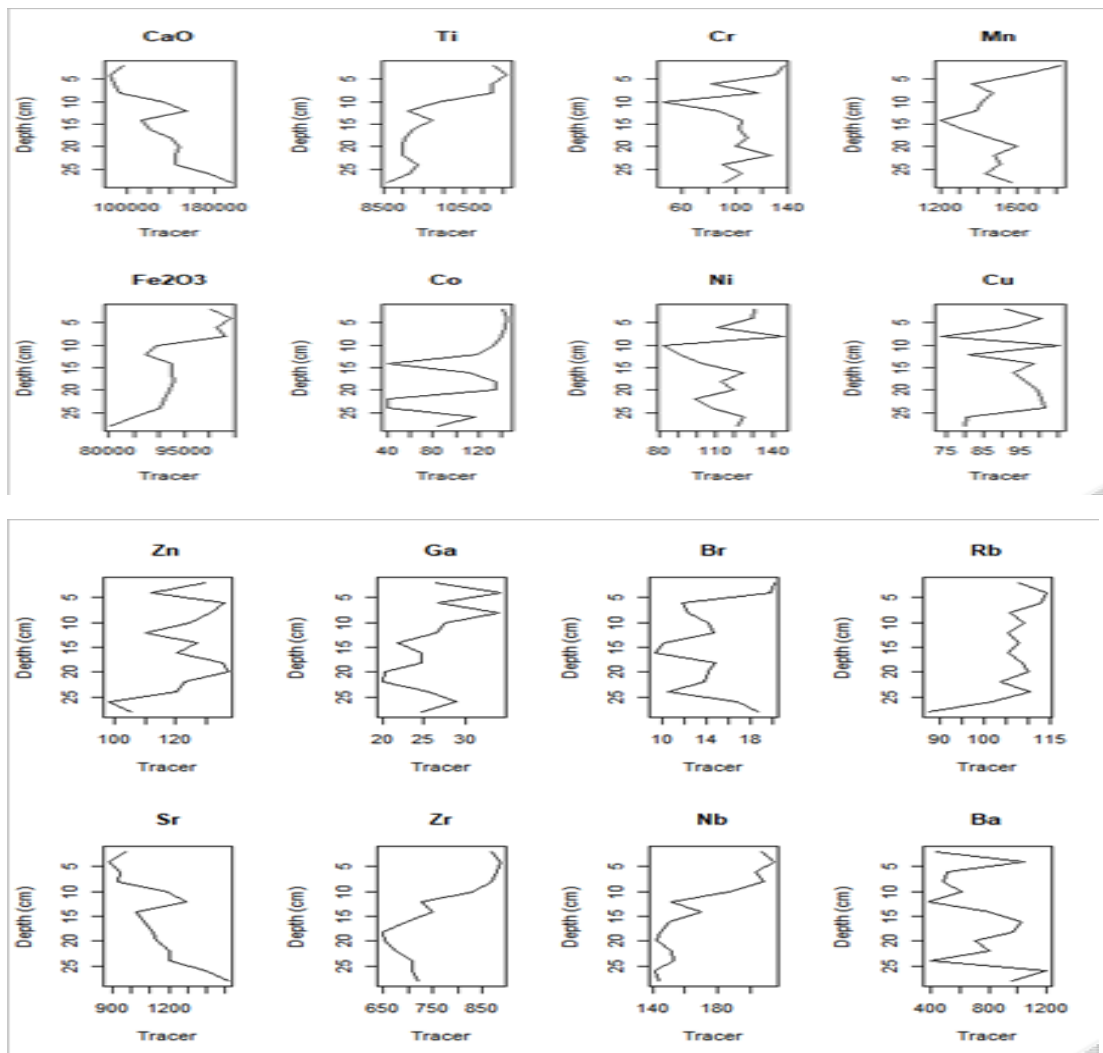 CaO Ti Cr Mn
Depth (cm) 5 10 15 20 25 Depth (cm) 5 10 15 20 25 Depth (cm) 5 10 15 20 25 Depth (cm) 5 10 15 20 25
100000 180000 8500 10500 60 100 140 1200 1600
Tracer Tracer Tracer Tracer
Fe2O3 Co Ni Cu
Depth (cm) 5 10 15 20 25 Depth (cm) 5 10 15 20 25 Depth (cm) 5 10 15 20 25 Depth (cm) 5 10 15 20 25
80000 95000 40 80 120 80 110 140 75 85 95
Tracer Tracer Tracer Tracer
Zn Ga Br Rb
Depth (cm) 5 10 15 20 25 Depth (cm) 5 10 15 20 25 Depth (cm) 5 10 15 20 25 Depth (cm) 5 10 15 20 25
100 120 20 25 30 10 14 18 90 100 115
Tracer Tracer Tracer Tracer
Sr Zr Nb Ba
Depth (cm) 5 10 15 20 25 Depth (cm) 5 10 15 20 25 Depth (cm) 5 10 15 20 25 Depth (cm) 5 10 15 20 25
900 1200 650 750 850 140 180 400 800 1200
Tracer Tracer Tracer Tracer